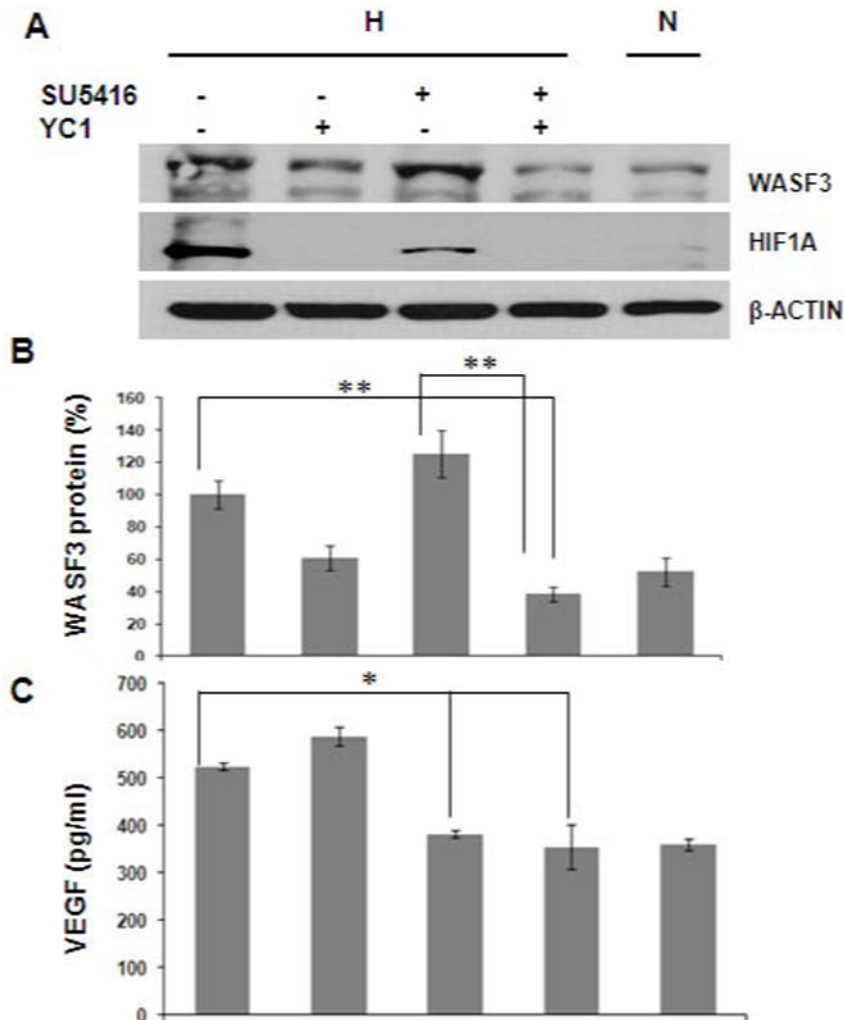 A
H N
SU5416 - - + +
YC1 - + - +
WASF3
HIF1A
β-ACTIN
B
** **
WASF3 protein (%)
160
140
120
100
80
60
40
20
0
C
*
VEGF (pg/ml)
700
600
500
400
300
200
100
0